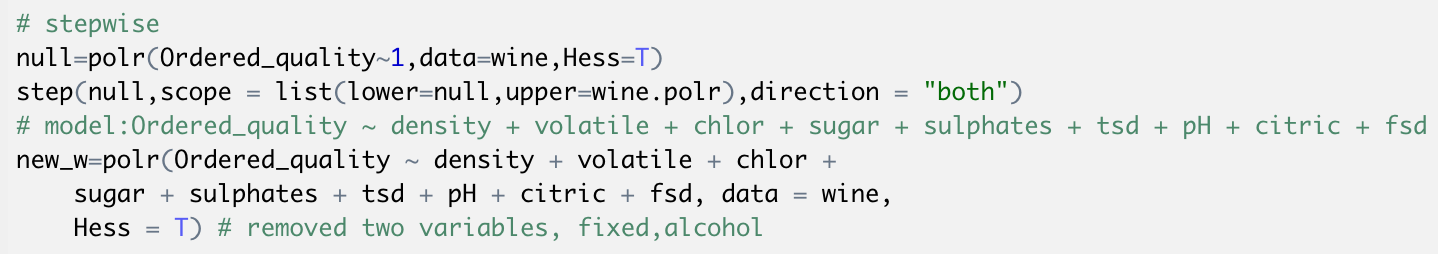 # stepwise
null=polr(Ordered_quality~1,data=wine,Hess=T)
step(null,scope = list(lower=null,upper=wine.polr),direction = "both")
# model:Ordered_quality ~ density + volatile + chlor + sugar + sulphates + tsd + pH + citric + fsd
new_w=polr(Ordered_quality ~ density + volatile + chlor +
    sugar + sulphates + tsd + pH + citric + fsd, data = wine,
    Hess = T) # removed two variables, fixed,alcohol